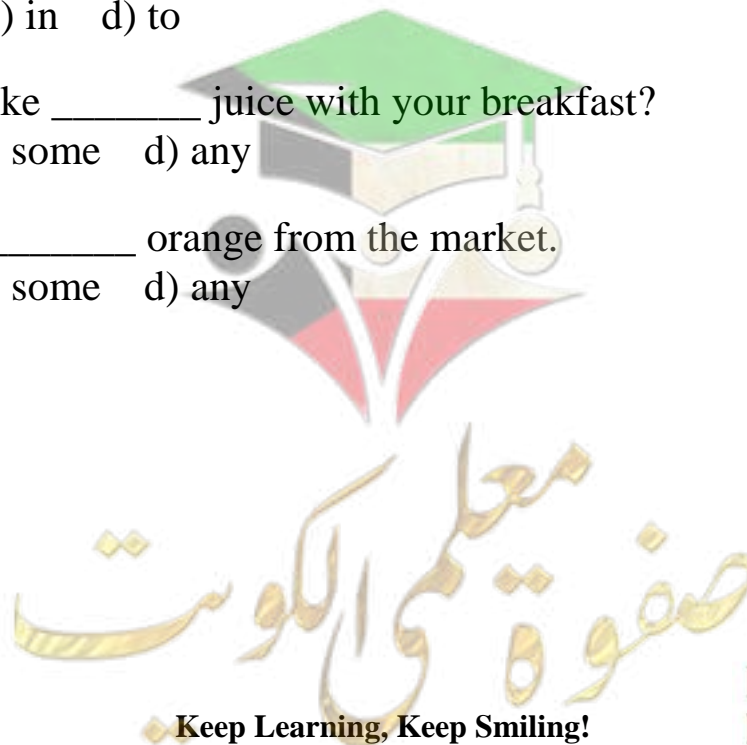 ) in d) to
ke _______ juice with your breakfast?
some d) any
_______ orange from the market.
some d) any
صفوة معلمي الكويت
Keep Learning, Keep Smiling!